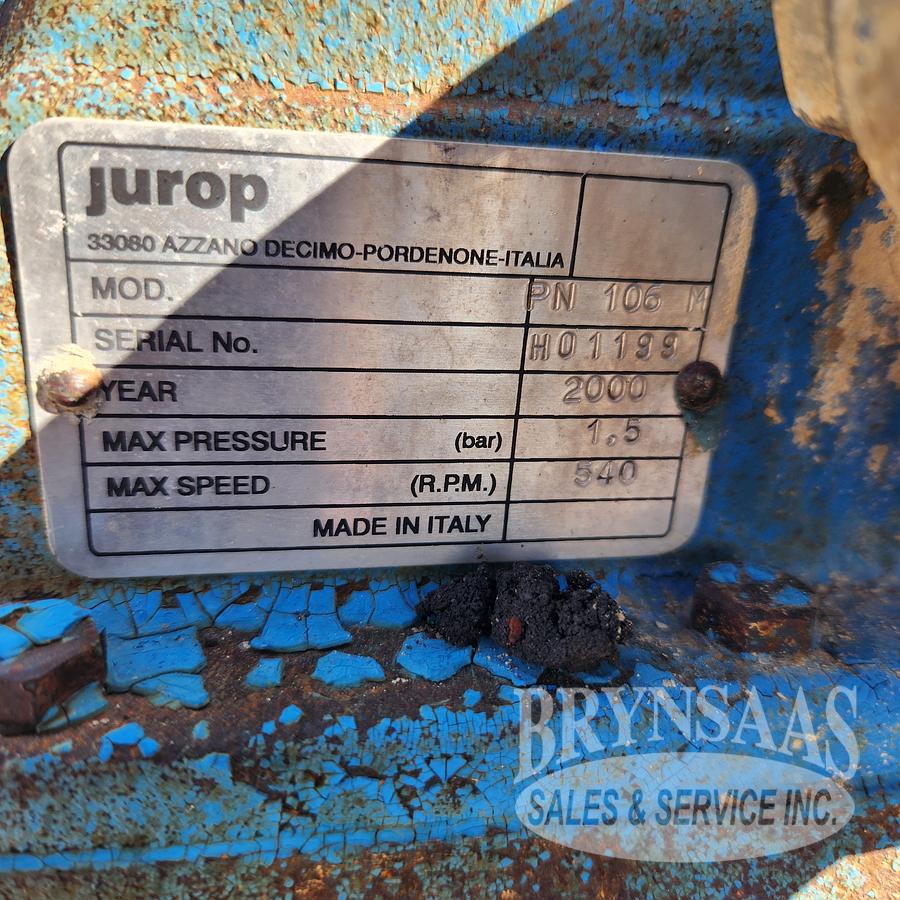 jurop
33080 AZZANO DECIMO-PORDENONE-ITALIA
MOD. PN 106 M
SERIAL No. H01199
YEAR 2000
MAX PRESSURE (bar) 1,5
MAX SPEED (R.P.M.) 540
MADE IN ITALY
BRYNSAAS
SALES & SERVICE INC.